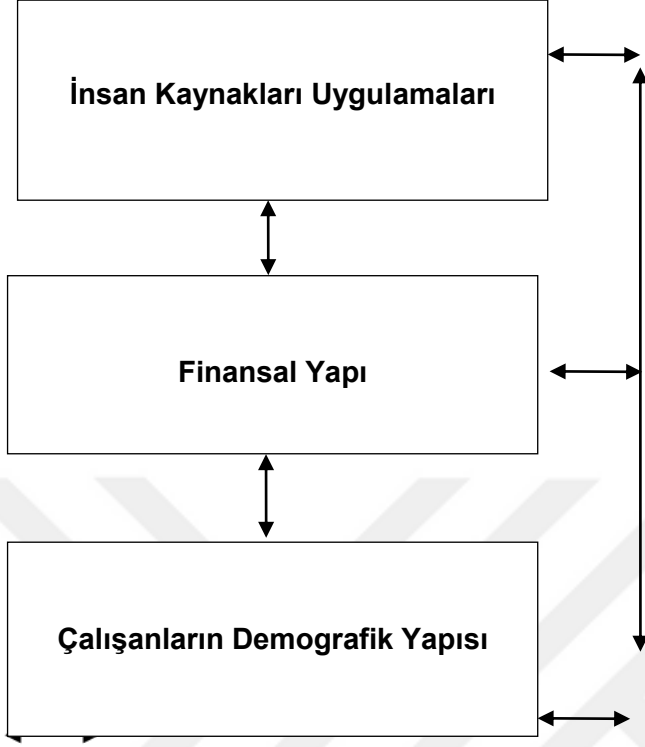 İnsan Kaynakları Uygulamaları
Finansal Yapı
Çalışanların Demografik Yapısı